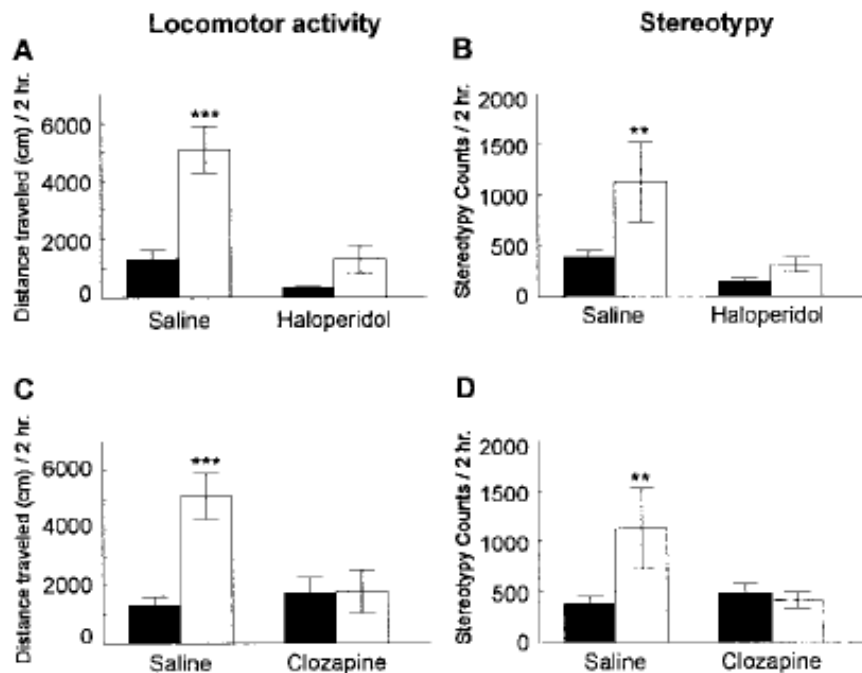 Locomotor activity
Stereotypy
A
Distance traveled (cm) / 2 hr.
6000
4000
2000
0
***
Saline
Haloperidol
B
Stereotypy Counts / 2 hr.
2000
1500
1000
500
0
**
Saline
Haloperidol
C
Distance traveled (cm) / 2 hr.
6000
4000
2000
0
***
Saline
Clozapine
D
Stereotypy Counts / 2 hr.
2000
1500
1000
500
0
**
Saline
Clozapine